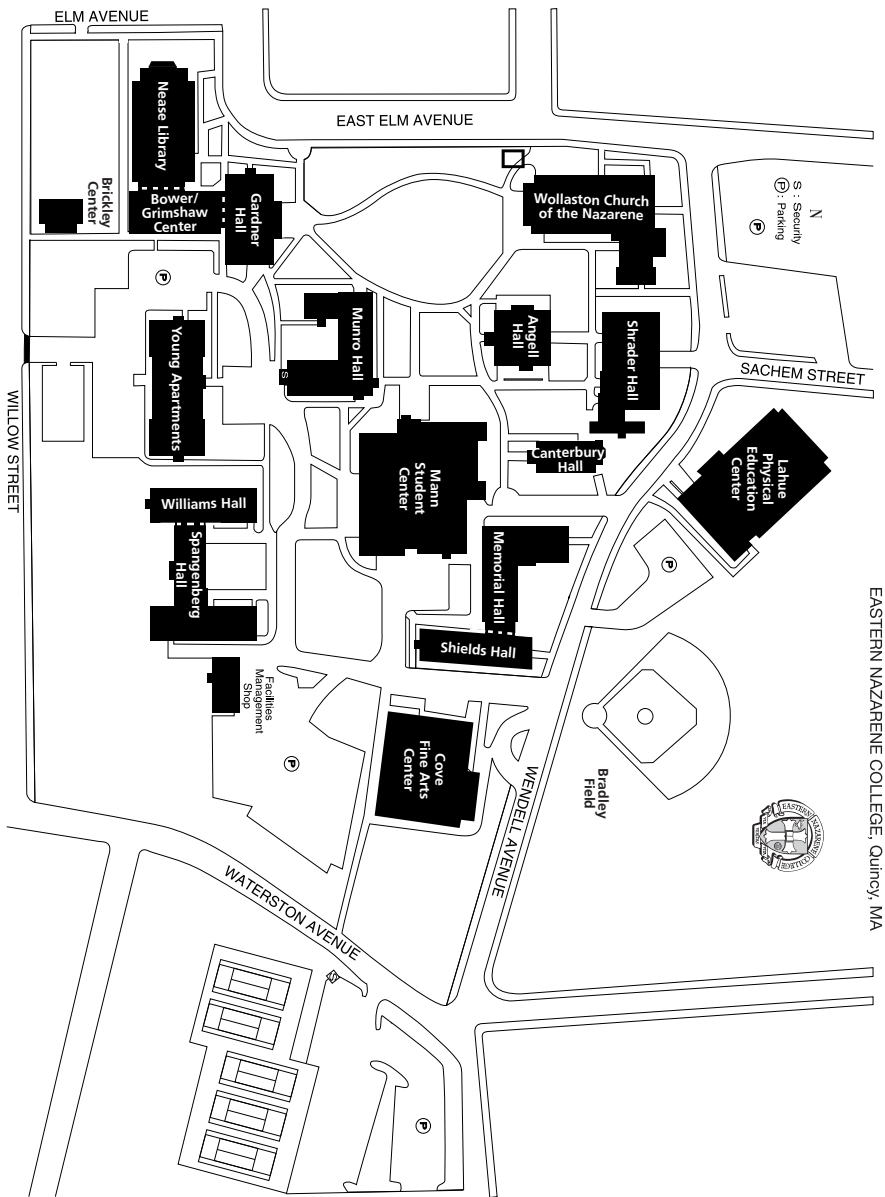 ELM AVENUE
EAST ELM AVENUE
Nease Library
Brickley
Center
Bower/
Grimshaw
Center
Gardner
Hall
Wollaston Church
of the Nazarene
N
S : Security
P : Parking
P
P
Young Apartments
Munro Hall
S
Angell
Hall
Shrader Hall
SACHEM STREET
WILLOW STREET
Mann
Student
Center
Canterbury
Hall
Lahue
Physical
Education
Center
Williams Hall
Spangenberg
Hall
Memorial Hall
Shields Hall
P
EASTERN NAZARENE COLLEGE, Quincy, MA
Facilities
Management
Shop
P
Cove
Fine Arts
Center
WENDELL AVENUE
Bradley
Field
EASTERN NAZARENE COLLEGE
WATERSTON AVENUE
S
P